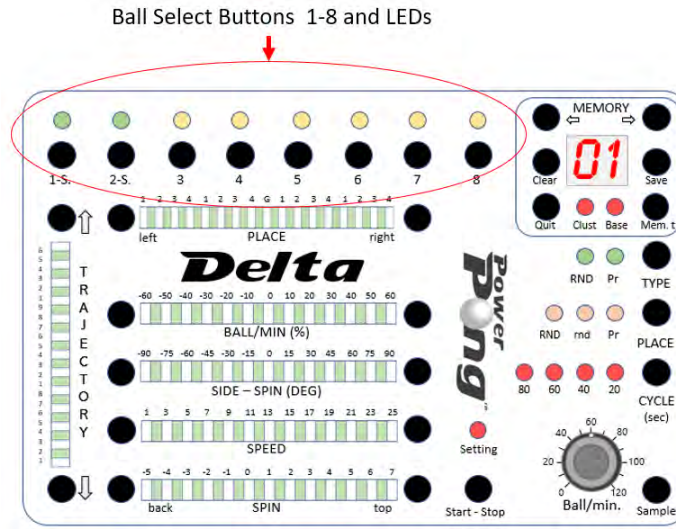 Ball Select Buttons 1-8 and LEDs
MEMORY
01
1-S. 2-S. 3 4 5 6 7 8
Clear Save
1 2 3 4 1 2 3 4 G 1 2 3 4 1 2 3 4
left PLACE right
Quit Clust Base Mem. t
Delta
Power Pong
RND Pr TYPE
TRAJECTORY
-60 -50 -40 -30 -20 -10 0 10 20 30 40 50 60
BALL/MIN (%)
RND rnd Pr PLACE
-90 -75 -60 -45 -30 -15 0 15 30 45 60 75 90
SIDE – SPIN (DEG)
80 60 40 20
CYCLE
(sec)
1 3 5 7 9 11 13 15 17 19 21 23 25
SPEED
Setting
0 20 40 60 80 100 120
-5 -4 -3 -2 -1 0 1 2 3 4 5 6 7
back SPIN top
Start - Stop
Ball/min.
Sample